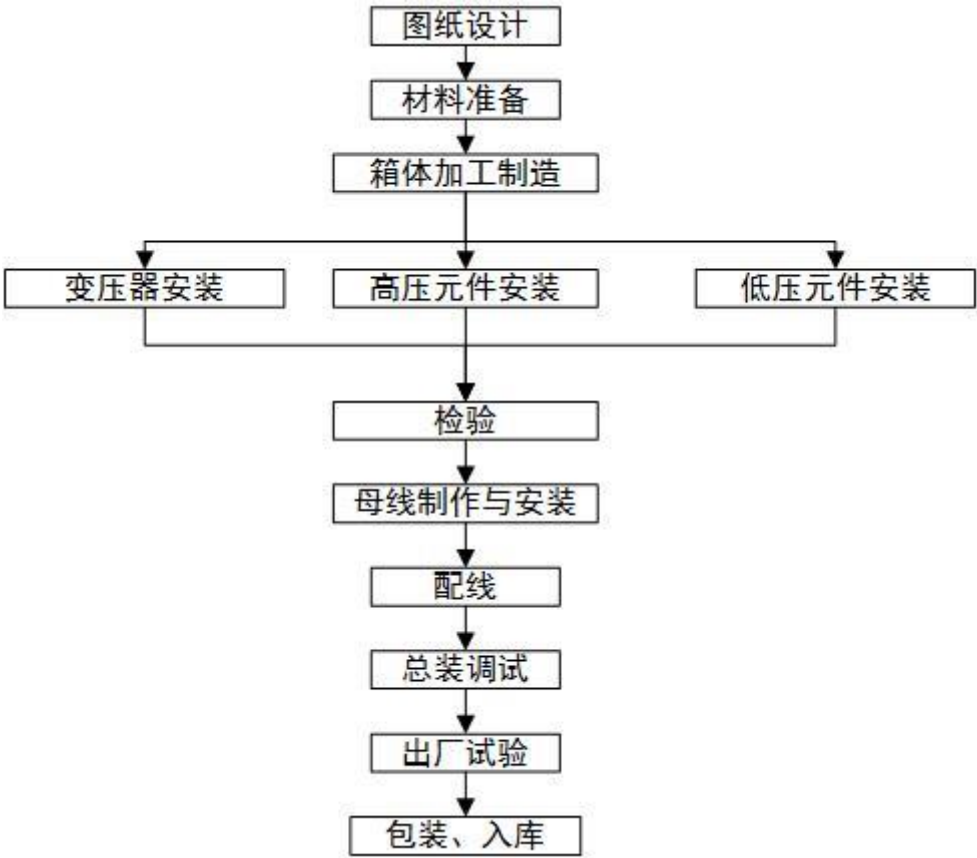 图纸设计
材料准备
箱体加工制造
变压器安装
高压元件安装
低压元件安装
检验
母线制作与安装
配线
总装调试
出厂试验
包装、入库